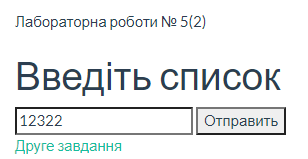 Лабораторна роботи № 5(2)
Введіть список
12322 Отправить
Друге завдання